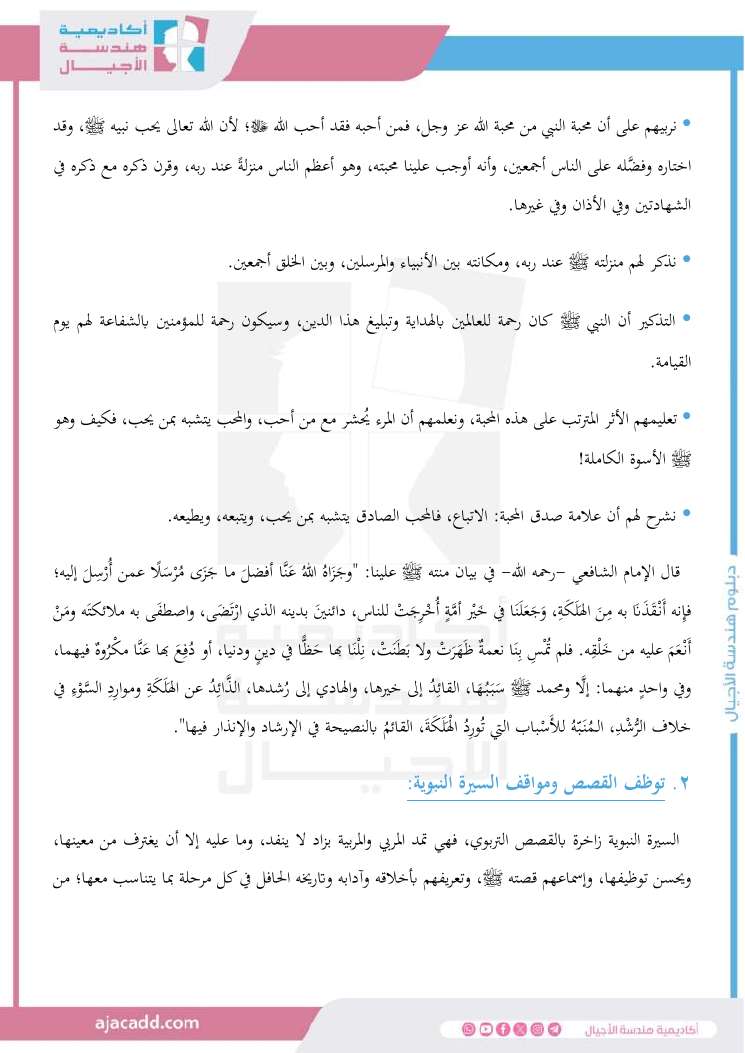 أكاديمية
هندسة
الأجيال
• نربيهم على أن محبة النبي من محبة الله عز وجل، فمن أحبه فقد أحب الله ﷻ؛ لأن الله تعالى يحب نبيه ﷺ، وقد
اختاره وفضَّله على الناس أجمعين، وأنه أوجب علينا محبته، وهو أعظم الناس منزلةً عند ربه، وقرن ذكره مع ذكره في
الشهادتين وفي الأذان وفي غيرها.
• نذكر لهم منزلته ﷺ عند ربه، ومكانته بين الأنبياء والمرسلين، وبين الخلق أجمعين.
• التذكير أن النبي ﷺ كان رحمة للعالمين بالهداية وتبليغ هذا الدين، وسيكون رحمة للمؤمنين بالشفاعة لهم يوم
القيامة.
• تعليمهم الأثر المترتب على هذه المحبة، ونعلمهم أن المرء يُحشر مع من أحب، والمحب يتشبه بمن يحب، فكيف وهو
ﷺ الأسوة الكاملة!
• نشرح لهم أن علامة صدق المحبة: الاتباع، فالمحب الصادق يتشبه بمن يحب، ويتبعه، ويطيعه.
قال الإمام الشافعي -رحمه الله- في بيان منته ﷺ علينا: "وجَزَاهُ اللهُ عَنَّا أفضلَ ما جَزَى مُرْسَلًا عمن أُرْسِلَ إليه؛
فإنه أَنْقَذَنَا به مِنَ الهَلَكَةِ، وَجَعَلَنَا في خَيْر أمَّةٍ أُخْرِجَتْ للناس، دائنينَ بدينه الذي ارْتَضَى، واصطفَى به ملائكتَه ومَنْ
أَنْعَمَ عليه من خَلْقِه. فلم تُمْسِ بِنَا نعمةٌ ظَهَرَتْ ولا بَطَنَتْ، نِلْنَا بها حَظًّا في دينٍ ودنيا، أو دُفِعَ بها عَنَّا مكْرُوهٌ فيهما،
وفي واحدٍ منهما: إلَّا ومحمد ﷺ سَبَبُهَا، القائِدُ إلى خيرها، والهادي إلى رُشدها، الذَّائِدُ عن الهَلَكَةِ ومواردِ السَّوْءِ في
خلاف الرُّشْدِ، المُنَبِّهُ للأَسْباب التي تُورِدُ الْهَلَكَةَ، القائمُ بالنصيحة في الإرشاد والإنذار فيها".
٢. توظف القصص ومواقف السيرة النبوية:
السيرة النبوية زاخرة بالقصص التربوي، فهي تمد المربي والمربية بزاد لا ينفد، وما عليه إلا أن يغترف من معينها،
ويحسن توظيفها، وإسماعهم قصته ﷺ، وتعريفهم بأخلاقه وآدابه وتاريخه الحافل في كل مرحلة بما يتناسب معها؛ من
دبلوم هندسة الأجيال
أكاديمية
هندسة
الأجيال
أكاديمية هندسة الأجيال
ajacadd.com